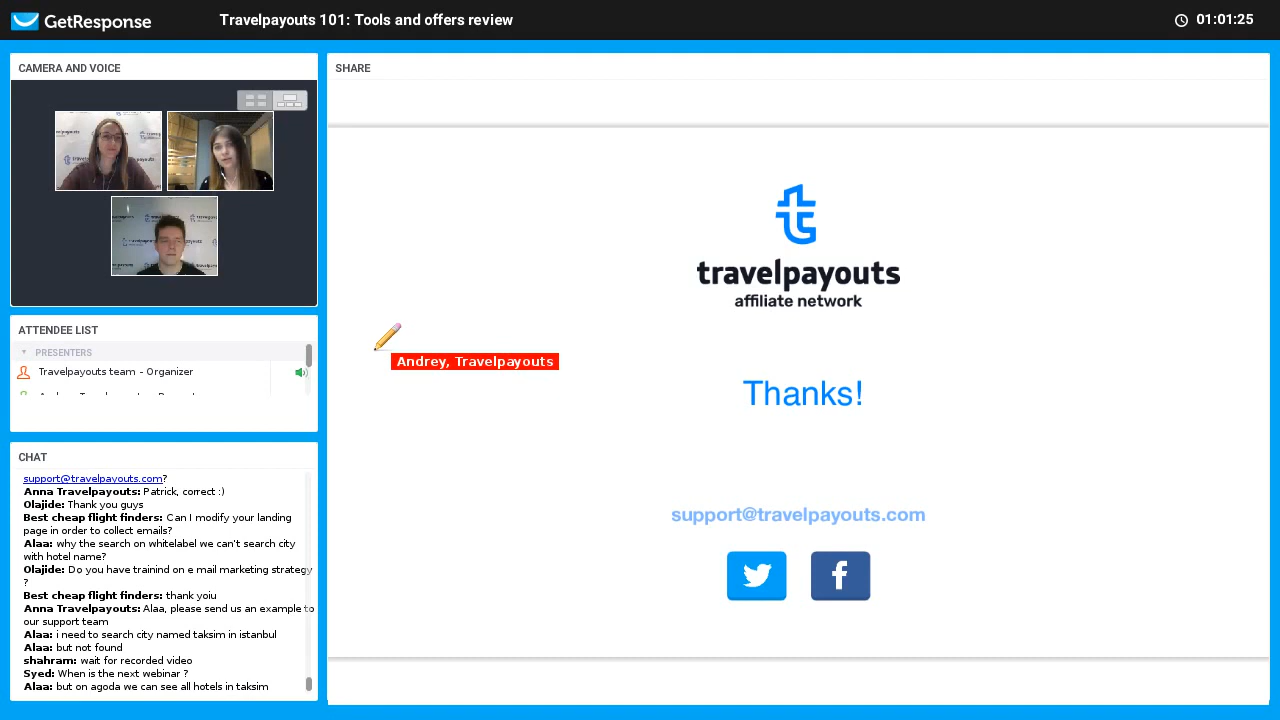 GetResponse
Travelpayouts 101: Tools and offers review
01:01:25
CAMERA AND VOICE
ATTENDEE LIST
PRESENTERS
Travelpayouts team - Organizer
CHAT
support@travelpayouts.com?
Anna Travelpayouts: Patrick, correct :)
Olajide: Thank you guys
Best cheap flight finders: Can I modify your landing
page in order to collect emails?
Alaa: why the search on whitelabel we can't search city
with hotel name?
Olajide: Do you have trainind on e mail marketing strategy
?
Best cheap flight finders: thank yoiu
Anna Travelpayouts: Alaa, please send us an example to
our support team
Alaa: i need to search city named taksim in istanbul
Alaa: but not found
shahram: wait for recorded video
Syed: When is the next webinar ?
Alaa: but on agoda we can see all hotels in taksim
SHARE
travelpayouts
affiliate network
Andrey, Travelpayouts
Thanks!
support@travelpayouts.com